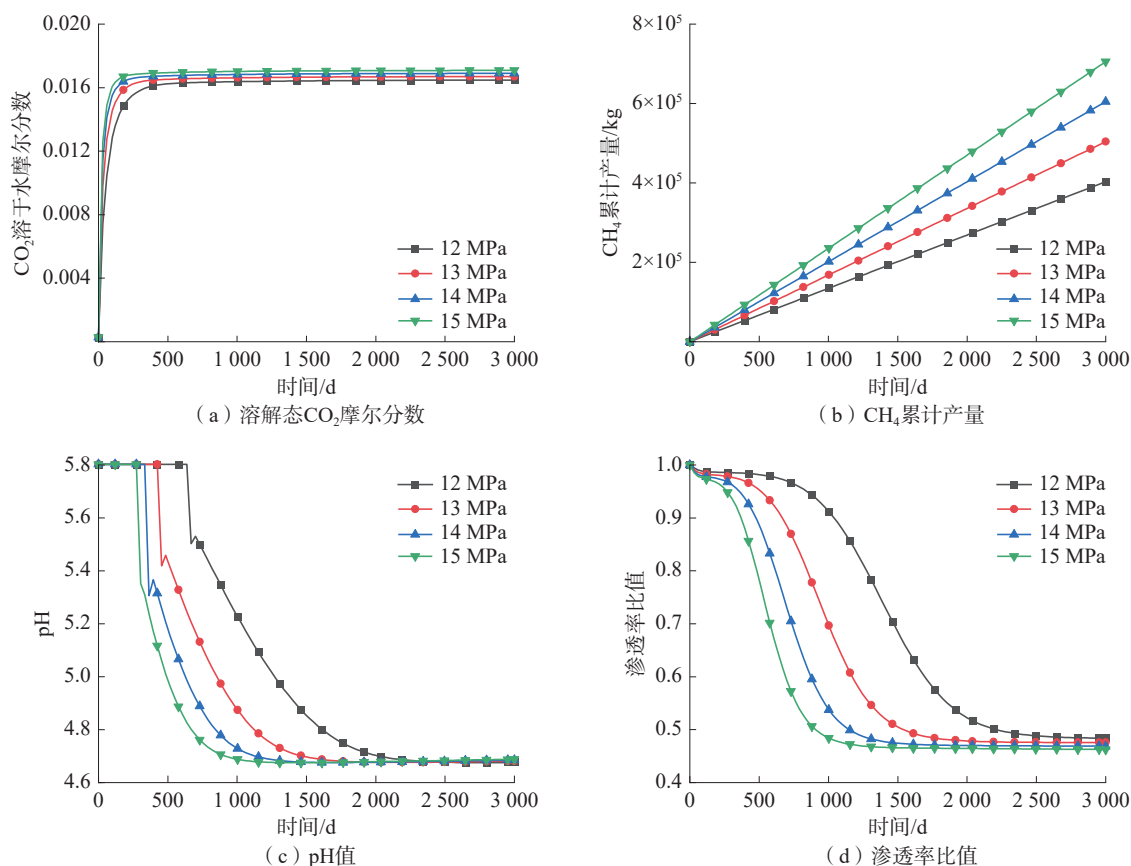 0.020
0.016
0.012
0.008
0.004
CO₂溶于水摩尔分数
12 MPa
13 MPa
14 MPa
15 MPa
0 500 1 000 1 500 2 000 2 500 3 000
时间/d
(a)溶解态CO₂摩尔分数
8×10⁵
6×10⁵
4×10⁵
2×10⁵
CH₄累计产量/kg
12 MPa
13 MPa
14 MPa
15 MPa
0 500 1 000 1 500 2 000 2 500 3 000
时间/d
(b)CH₄累计产量
5.8
5.6
5.4
5.2
5.0
4.8
4.6
pH
12 MPa
13 MPa
14 MPa
15 MPa
0 500 1 000 1 500 2 000 2 500 3 000
时间/d
(c)pH值
1.0
0.9
0.8
0.7
0.6
0.5
0.4
渗透率比值
12 MPa
13 MPa
14 MPa
15 MPa
0 500 1 000 1 500 2 000 2 500 3 000
时间/d
(d)渗透率比值